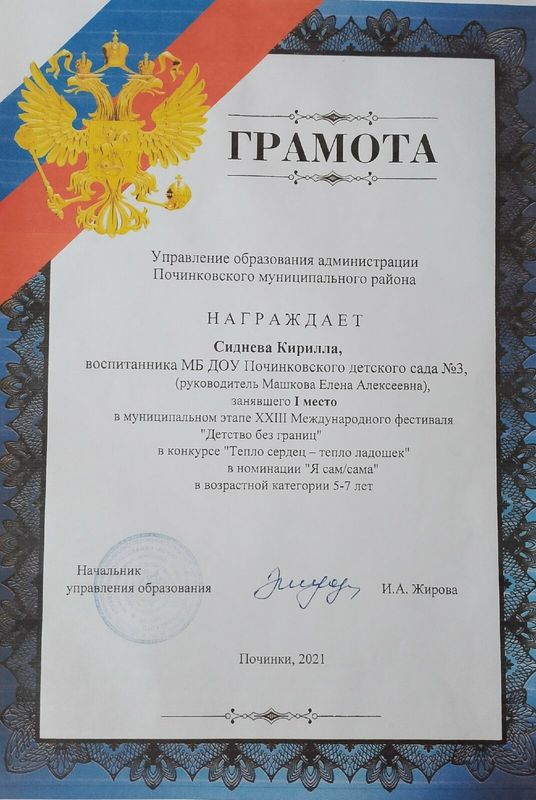 ГРАМОТА
Управление образования администрации
Починковского муниципального района
НАГРАЖДАЕТ
Сиднева Кирилла,
воспитанника МБ ДОУ Починковского детского сада №3,
(руководитель Машкова Елена Алексеевна),
занявшего I место
в муниципальном этапе XXIII Международного фестиваля
"Детство без границ"
в конкурсе "Тепло сердец – тепло ладошек"
в номинации "Я сам/сама"
в возрастной категории 5-7 лет
Начальник
управления образования
И.А. Жирова
Починки, 2021